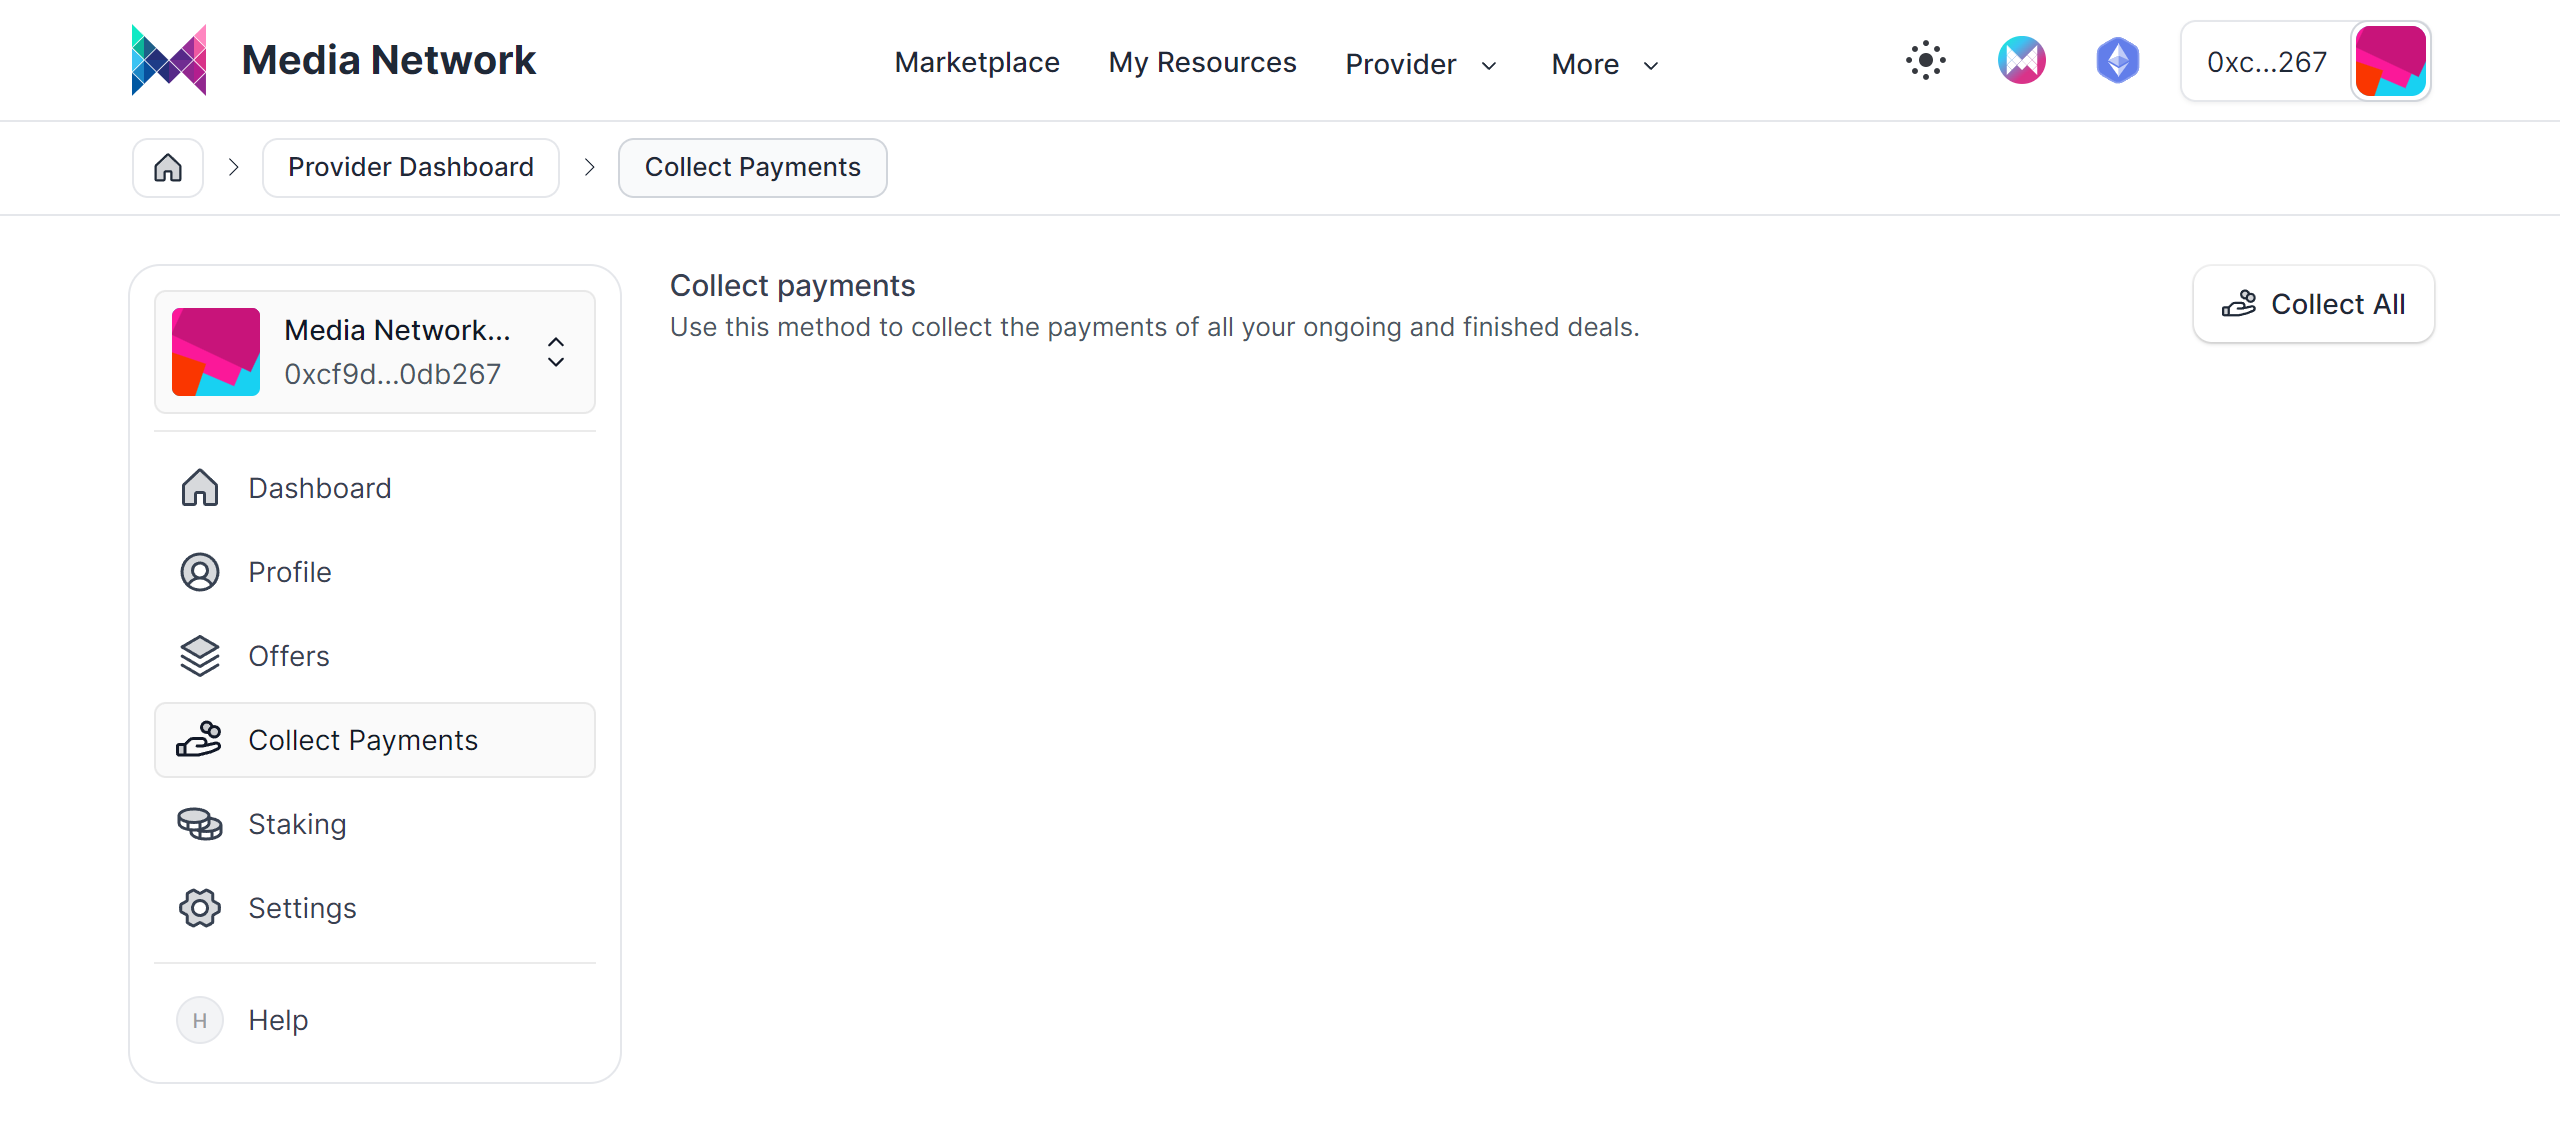 Media Network
Marketplace
My Resources
Provider
More
0xc...267
Provider Dashboard
Collect Payments
Media Network...
0xcf9d...0db267
Dashboard
Profile
Offers
Collect Payments
Staking
Settings
H
Help
Collect payments
Use this method to collect the payments of all your ongoing and finished deals.
Collect All